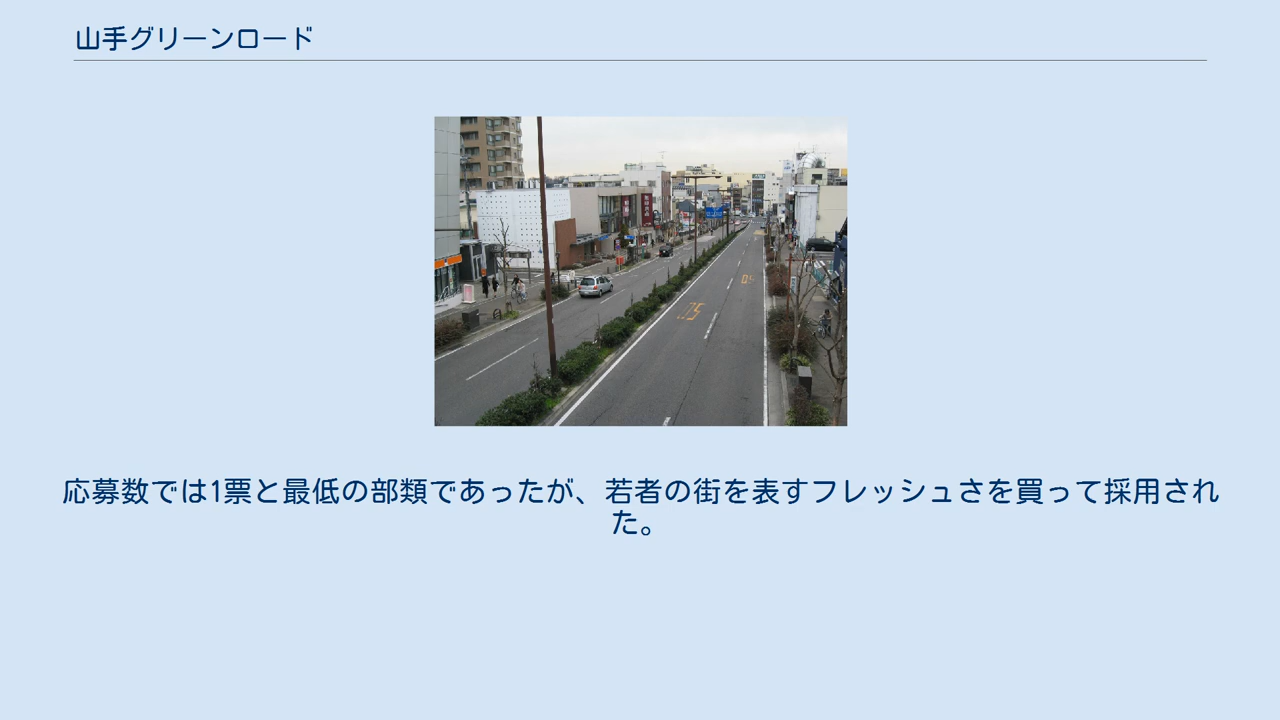 山手グリーンロード
応募数では1票と最低の部類であったが、若者の街を表すフレッシュさを買って採用され
た。